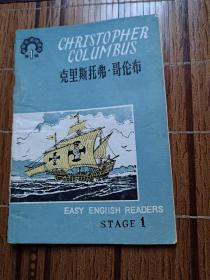 CHRISTOPHER
COLUMBUS
克里斯托弗·哥伦布
EASY ENGLISH READERS
STAGE 1